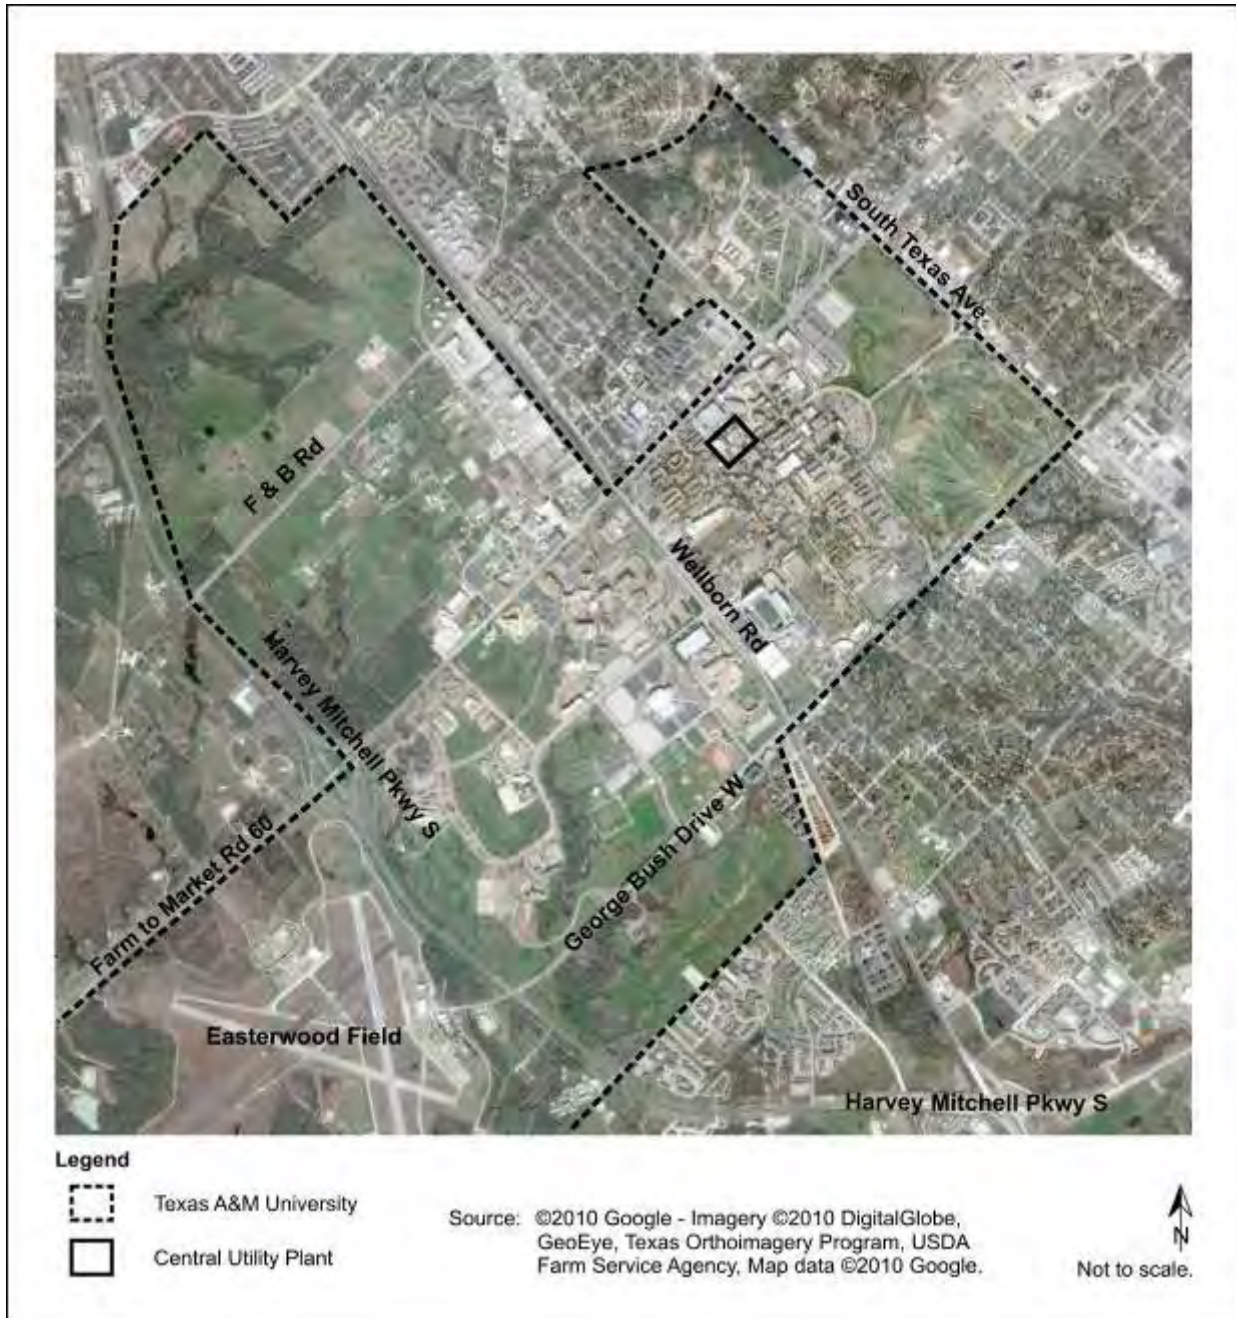 South Texas Ave
F & B Rd
Wellborn Rd
Marvey Mitchell Pkwy S
George Bush Drive W
Farm to Market Rd 60
Easterwood Field
Harvey Mitchell Pkwy S
Legend
Texas A&M University
Central Utility Plant
Source: ©2010 Google - Imagery ©2010 DigitalGlobe,
GeoEye, Texas Orthoimagery Program, USDA
Farm Service Agency, Map data ©2010 Google.
N
Not to scale.